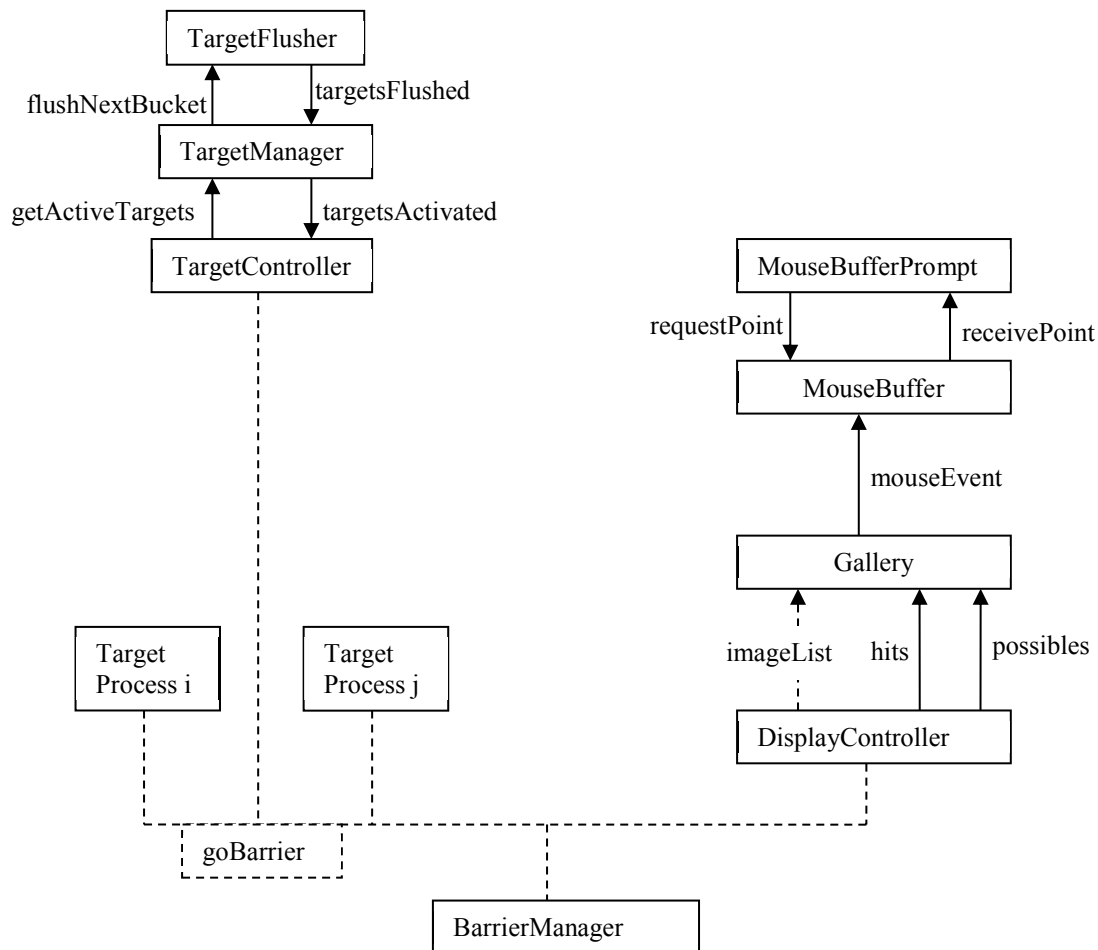 TargetFlusher
flushNextBucket
targetsFlushed
TargetManager
getActiveTargets
targetsActivated
TargetController
MouseBufferPrompt
requestPoint
receivePoint
MouseBuffer
mouseEvent
Gallery
Target
Process i
Target
Process j
imageList
hits
possibles
DisplayController
goBarrier
BarrierManager